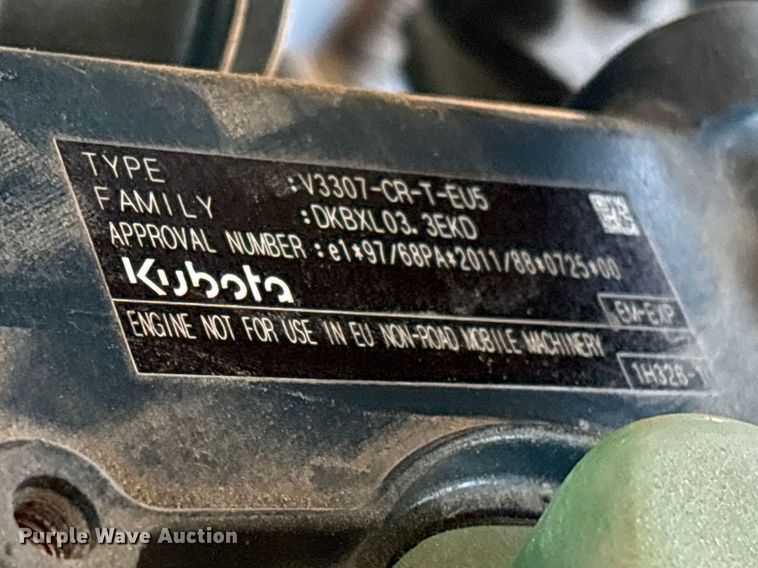 TYPE :V3307-CR-T-EU5
FAMILY :DKBXL03.3EKD
APPROVAL NUMBER :e1*97/68PA*2011/88*0725*00
Kubota
EM-EXP
ENGINE NOT FOR USE IN EU NON-ROAD MOBILE MACHINERY
1H326-1
Purple Wave Auction